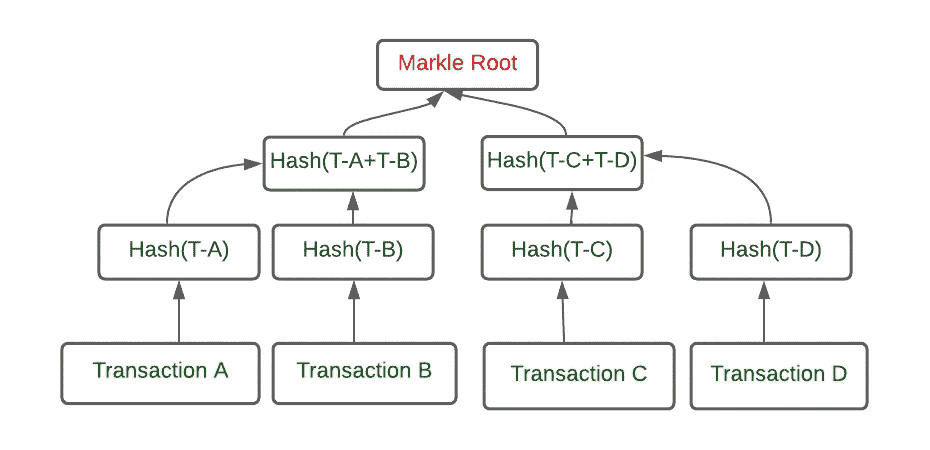 Markle Root
Hash(T-A+T-B)
Hash(T-C+T-D)
Hash(T-A)
Hash(T-B)
Hash(T-C)
Hash(T-D)
Transaction A
Transaction B
Transaction C
Transaction D